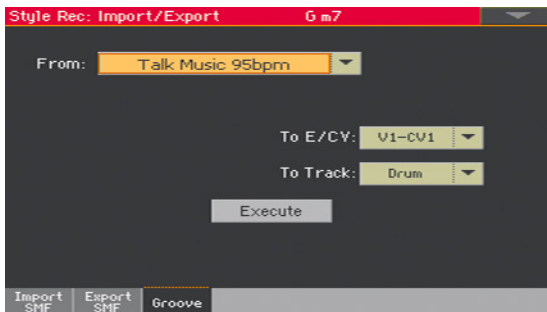 Style Rec: Import/Export G m7
From: Talk Music 95bpm
To E/CV: V1-CV1
To Track: Drum
Execute
Import SMF Export SMF Groove